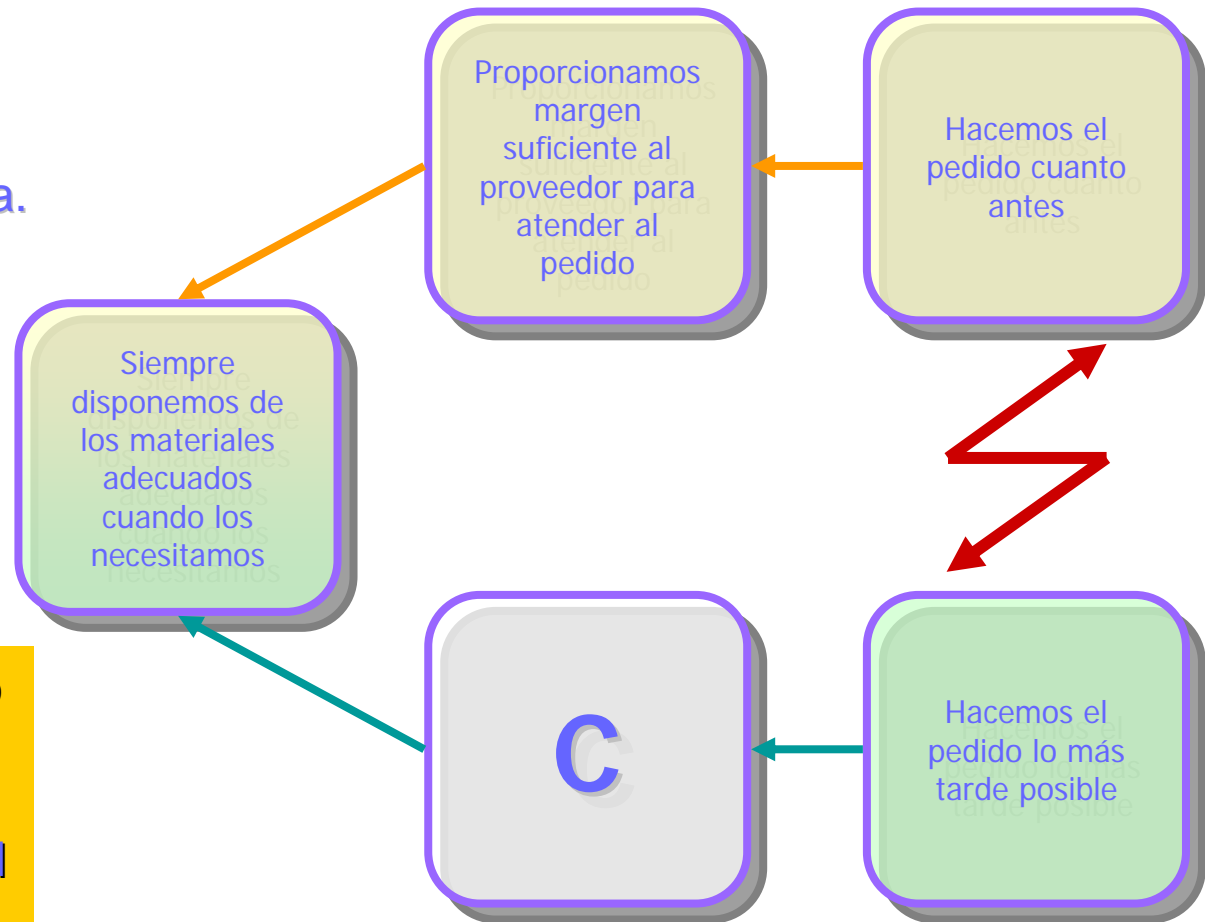 Proporcionamos
margen
suficiente al
proveedor para
atender al
pedido
Hacemos el
pedido cuanto
antes
a.
Siempre
disponemos de
los materiales
adecuados
cuando los
necesitamos
C
Hacemos el
pedido lo más
tarde posible